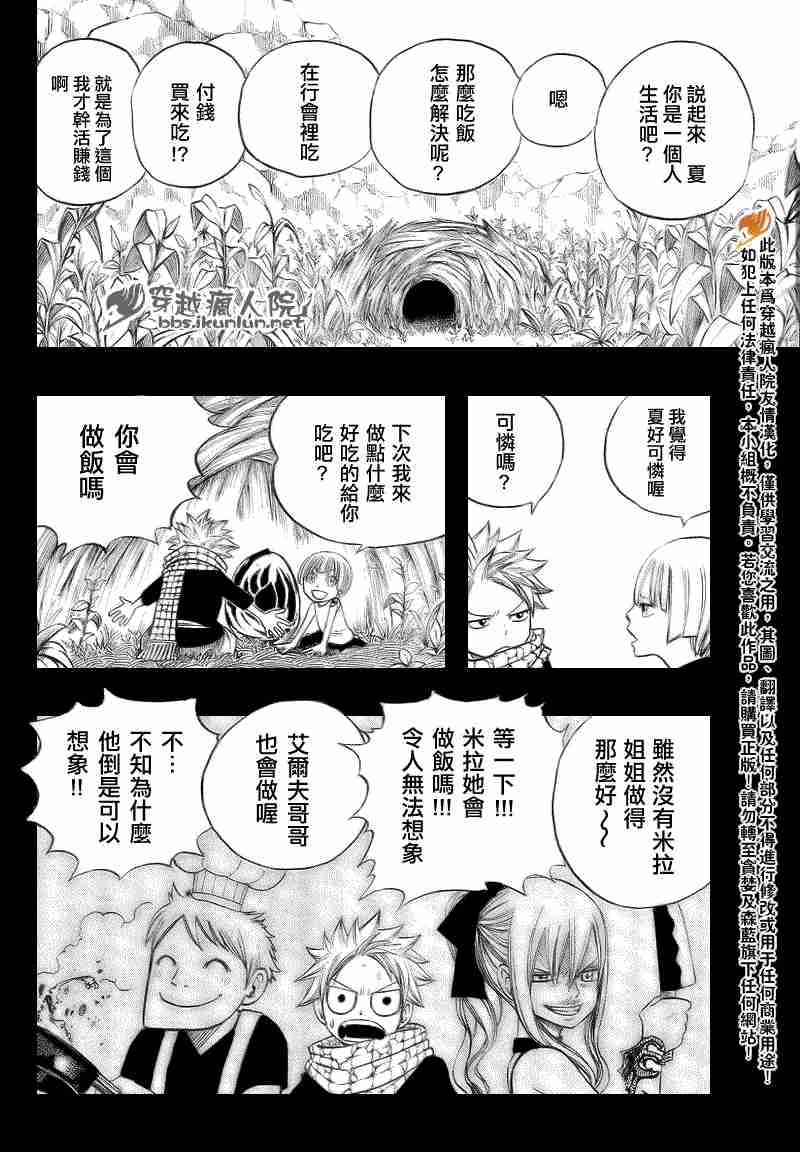 說起來 夏
你是一個人
生活吧？
嗯
那麼吃飯
怎麼解決呢？
在行會裡吃
付錢
買來吃!?
就是為了這個
我才幹活賺錢
啊
穿越瘋人院
bbs.ikunlun.net
我覺得
夏好可憐喔
可憐嗎？
下次我來
做點什麼
好吃的給你
吃吧？
你會
做飯嗎
雖然沒有米拉
姐姐做得
那麼好～
等一下!!!
米拉她會
做飯嗎!!!
令人無法想象
艾爾夫哥哥
也會做喔
不…
不知為什麼
他倒是可以
想象!!
此版本爲穿越瘋人院友情漢化，僅供學習交流之用，其圖、翻譯以及任何部分不得進行修改或用于任何商業用途！
如犯上任何法律責任，本小組概不負責。若您喜歡此作品，請購買正版！請勿轉至貪婪及森藍旗下任何網站！